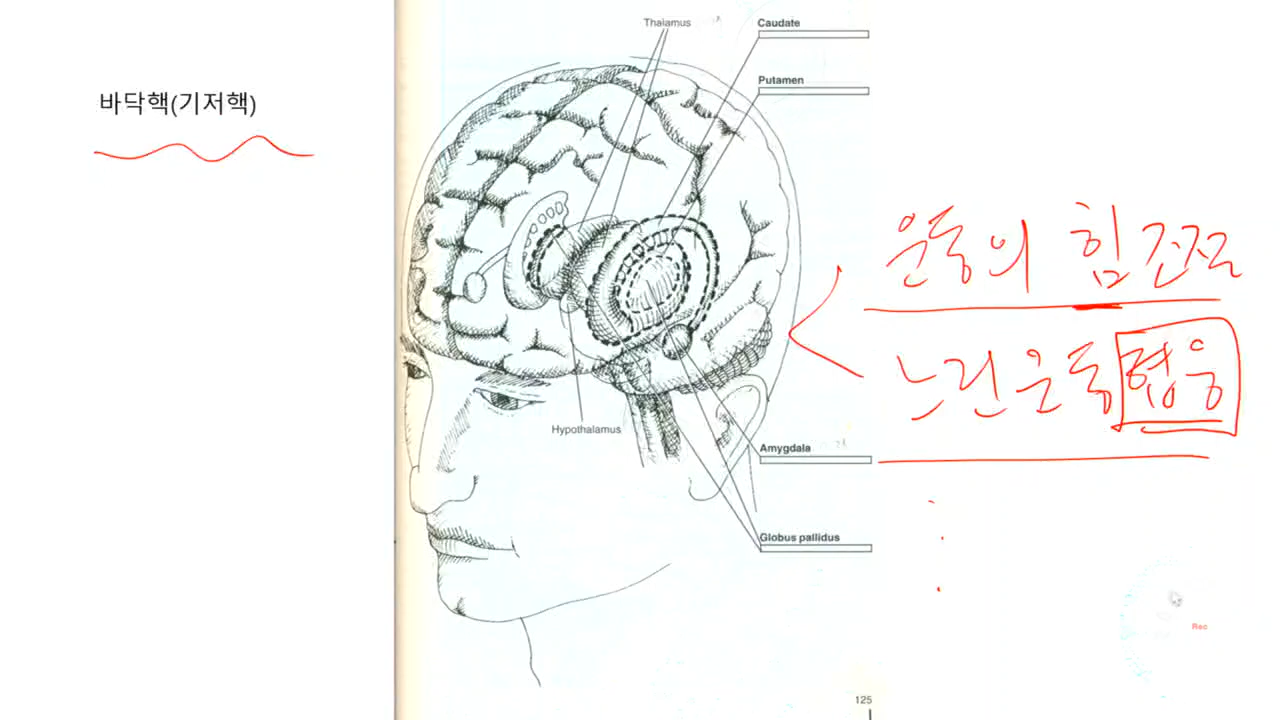 바닥핵(기저핵)
Thalamus
Caudate
Putamen
운동의 힘 조절
느린운동 협응
Hypothalamus
Amygdala
Globus pallidus
Rec
125